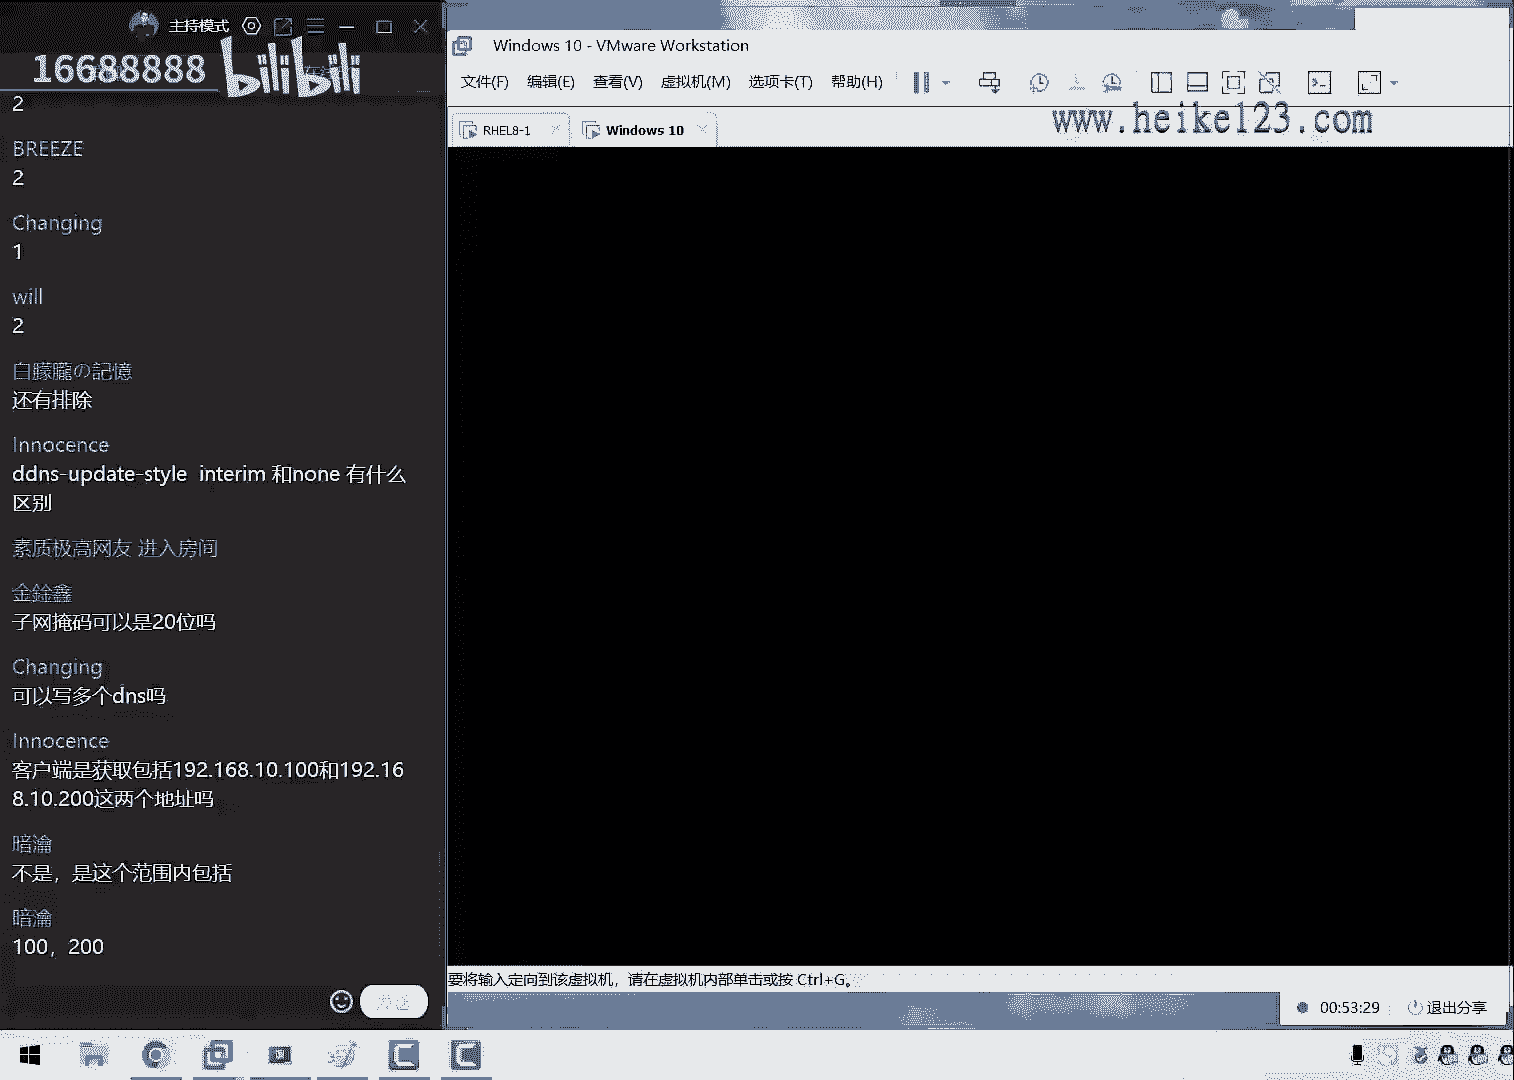 主持模式
16688888 bilibili
2
BREEZE
2
Changing
1
will
2
白朦朧の記憶
还有排除
Innocence
ddns-update-style interim 和none 有什么
区别
素质极高网友 进入房间
金鎿鑫
子网掩码可以是20位吗
Changing
可以写多个dns吗
Innocence
客户端是获取包括192.168.10.100和192.16
8.10.200这两个地址吗
暗瀹
不是，是这个范围内包括
暗瀹
100，200
发送
Windows 10 - VMware Workstation
文件(F) 编辑(E) 查看(V) 虚拟机(M) 选项卡(T) 帮助(H)
www.heike123.com
RHEL8-1 Windows 10
要将输入定向到该虚拟机，请在虚拟机内部单击或按 Ctrl+G。
00:53:29 退出分享